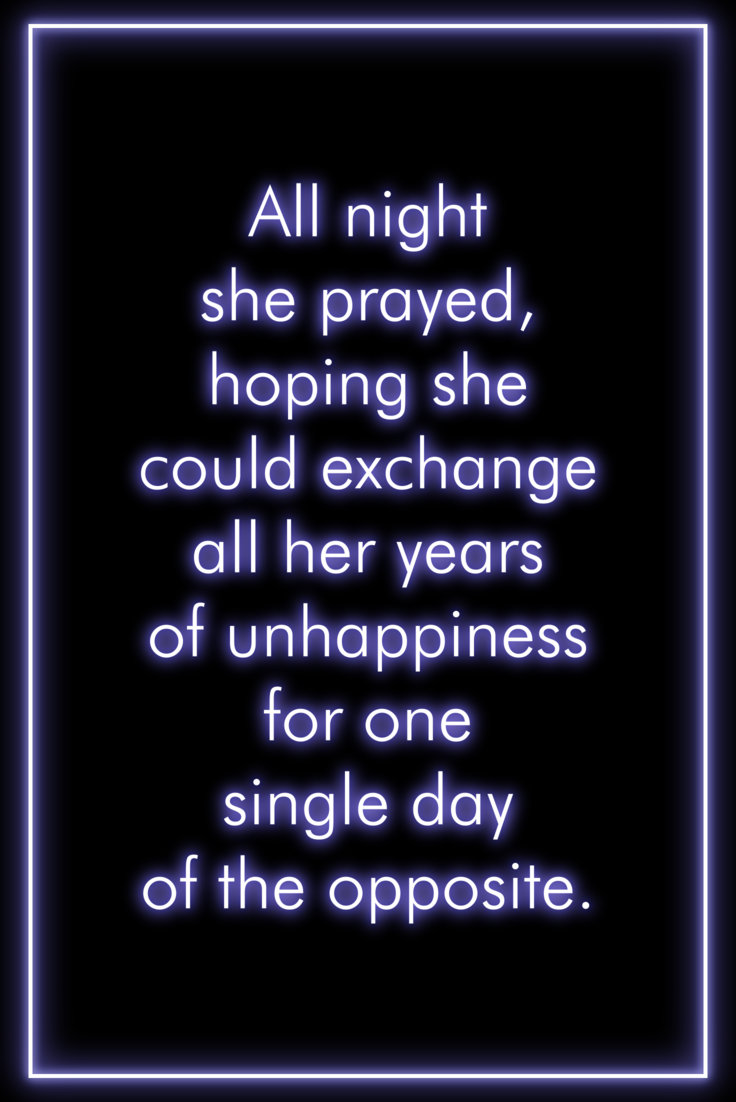 All night
she prayed,
hoping she
could exchange
all her years
of unhappiness
for one
single day
of the opposite.